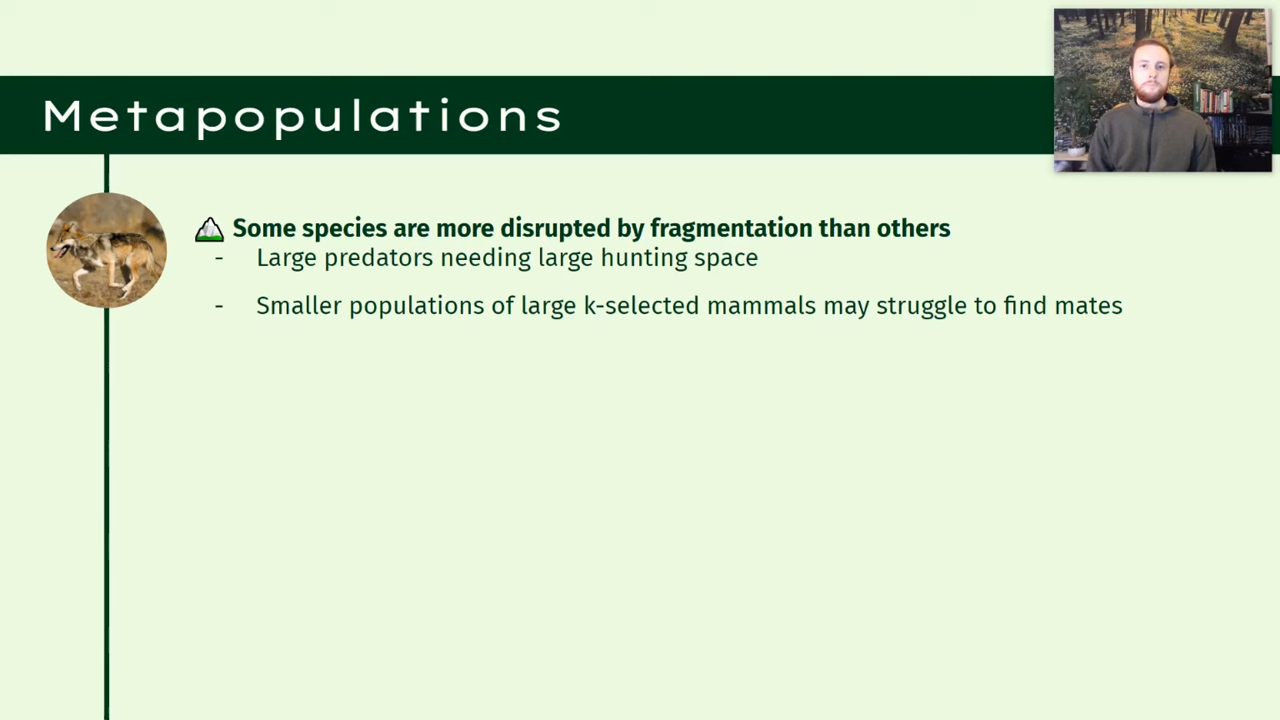 Metapopulations
Some species are more disrupted by fragmentation than others
- Large predators needing large hunting space
- Smaller populations of large k-selected mammals may struggle to find mates